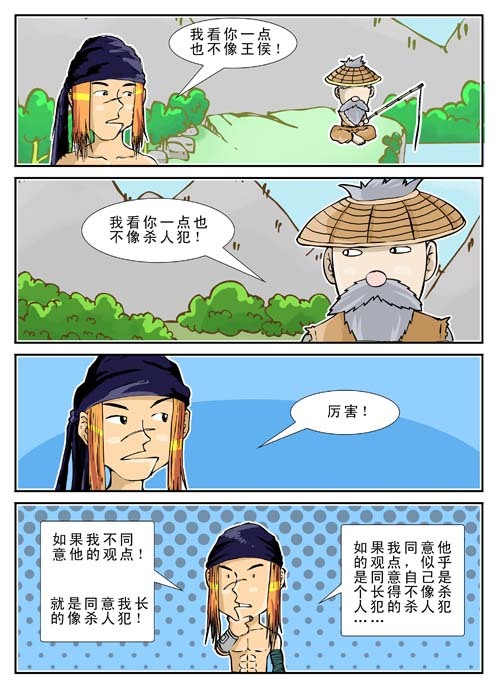 我看你一点
也不像王侯！
我看你一点也
不像杀人犯！
厉害！
如果我不同
意他的观点！
就是同意我长
的像杀人犯！
如果我同意他
的观点，似乎
是同意自己是
个长得不像杀
人犯的杀人犯
……